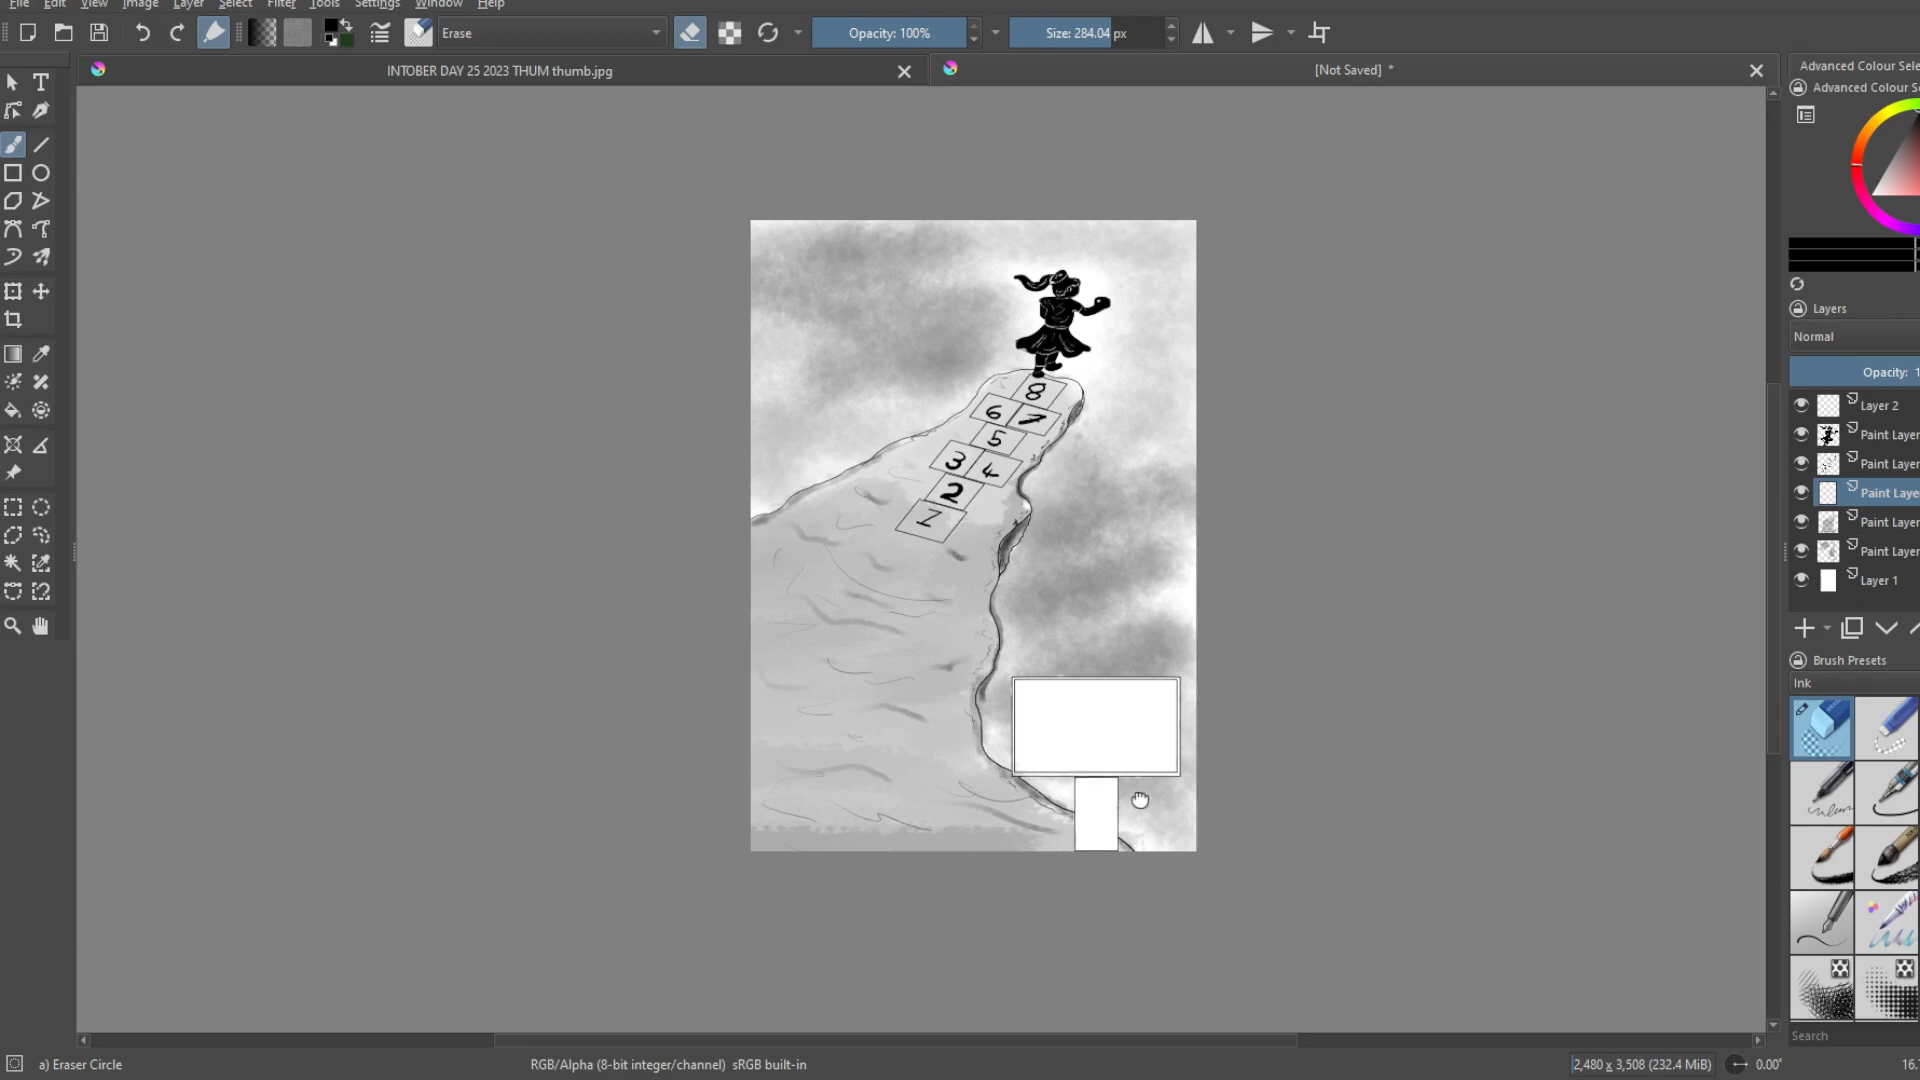 File Edit View Image Layer Select Filter Tools Settings Window Help
Erase Opacity: 100% Size: 284.04 px
INTOBER DAY 25 2023 THUM thumb.jpg [Not Saved] *
Advanced Colour Sele
Advanced Colour Se
Layers
Normal
Opacity: 1
Layer 2
Paint Laye
Paint Laye
Paint Laye
Paint Laye
Paint Laye
Layer 1
Brush Presets
Ink
Search
8
6 7
5
3 4
2
1
a) Eraser Circle RGB/Alpha (8-bit integer/channel) sRGB built-in 2,480 x 3,508 (232.4 MiB) 0.00° 16.